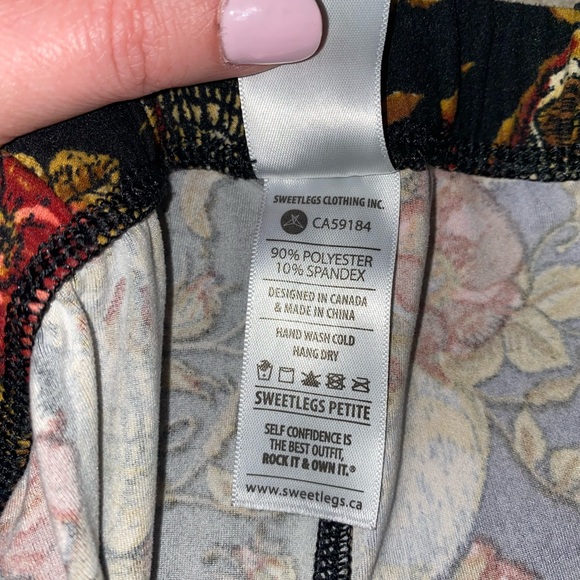 SWEETLEGS CLOTHING INC.
CA59184
90% POLYESTER
10% SPANDEX
DESIGNED IN CANADA
& MADE IN CHINA
HAND WASH COLD
HANG DRY
SWEETLEGS PETITE
SELF CONFIDENCE IS
THE BEST OUTFIT,
ROCK IT & OWN IT.®
www.sweetlegs.ca